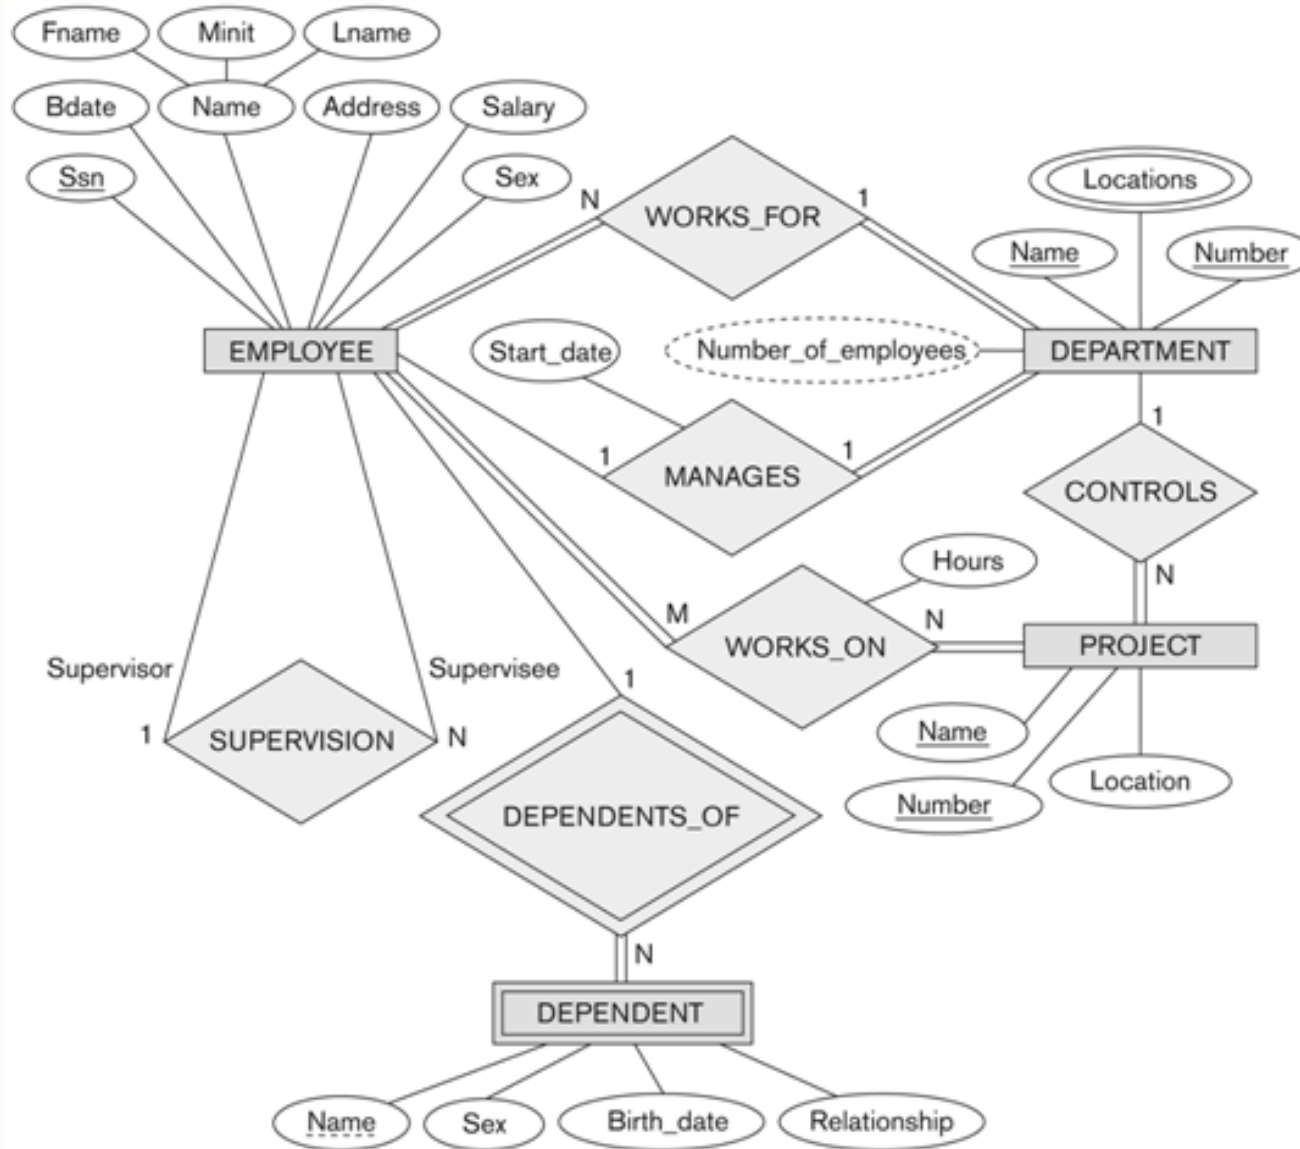 Fname Minit Lname
Bdate Name Address Salary
Ssn Sex
N WORKS_FOR 1
Locations
Name Number
EMPLOYEE Start_date Number_of_employees DEPARTMENT
1 MANAGES 1
1
CONTROLS
N
Hours
M WORKS_ON N PROJECT
Supervisor Supervisee
1 SUPERVISION N
1
Name
Number
Location
DEPENDENTS_OF
N
DEPENDENT
Name Sex Birth_date Relationship